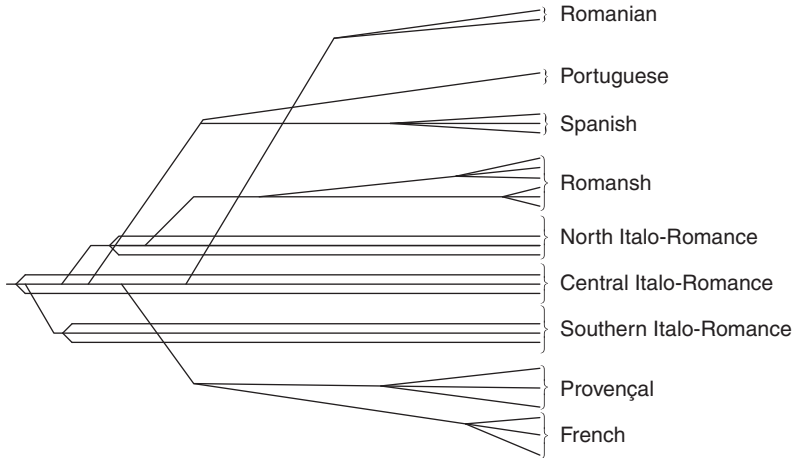 Romanian
Portuguese
Spanish
Romansh
North Italo-Romance
Central Italo-Romance
Southern Italo-Romance
Provençal
French